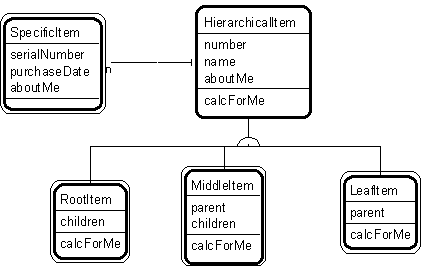 SpecificItem
serialNumber
purchaseDate
aboutMe
n
HierarchicalItem
number
name
aboutMe
calcForMe
RootItem
children
calcForMe
MiddleItem
parent
children
calcForMe
LeafItem
parent
calcForMe